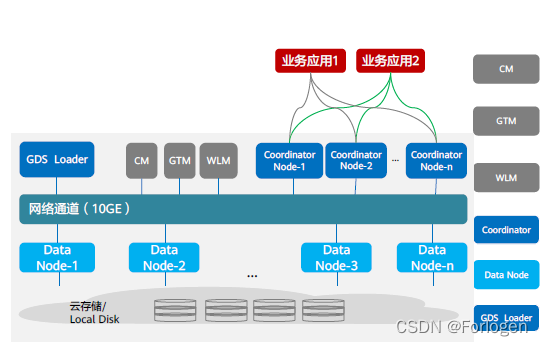 业务应用1
业务应用2
CM
GTM
WLM
Coordinator
Data Node
GDS Loader
GDS Loader
CM
GTM
WLM
Coordinator
Node-1
Coordinator
Node-2
...
Coordinator
Node-n
网络通道（10GE）
Data
Node-1
Data
Node-2
...
Data
Node-3
Data
Node-n
云存储/
Local Disk
CSDN @Forlogen